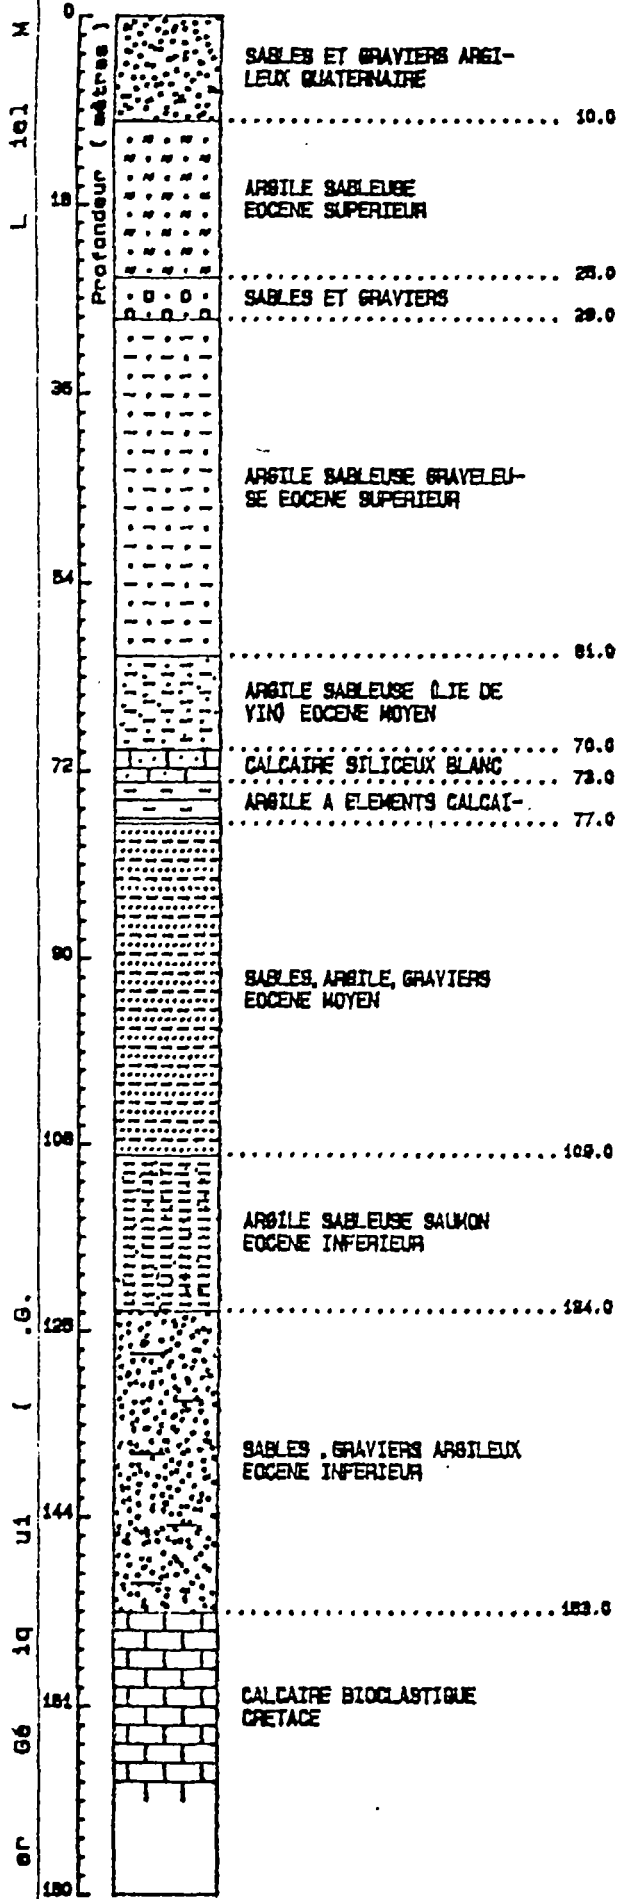 0
SABLES ET GRAVIERS ARGI-
LEUX QUATERNAIRE
10.0
Profondeur ( mètres )
ARGILE SABLEUSE
EOCENE SUPERIEUR
18
25.0
SABLES ET GRAVIERS
29.0
36
ARGILE SABLEUSE GRAVELEU-
SE EOCENE SUPERIEUR
54
61.0
ARGILE SABLEUSE (LIE DE
VIN) EOCENE MOYEN
70.0
72
CALCAIRE SILICEUX BLANC
73.0
ARGILE A ELEMENTS CALCAI-
77.0
90
SABLES, ARGILE, GRAVIERS
EOCENE MOYEN
108
109.0
ARGILE SABLEUSE SAUMON
EOCENE INFERIEUR
124.0
126
SABLES , GRAVIERS ARGILEUX
EOCENE INFERIEUR
144
153.0
161
CALCAIRE BIOCLASTIQUE
CRETACE
180